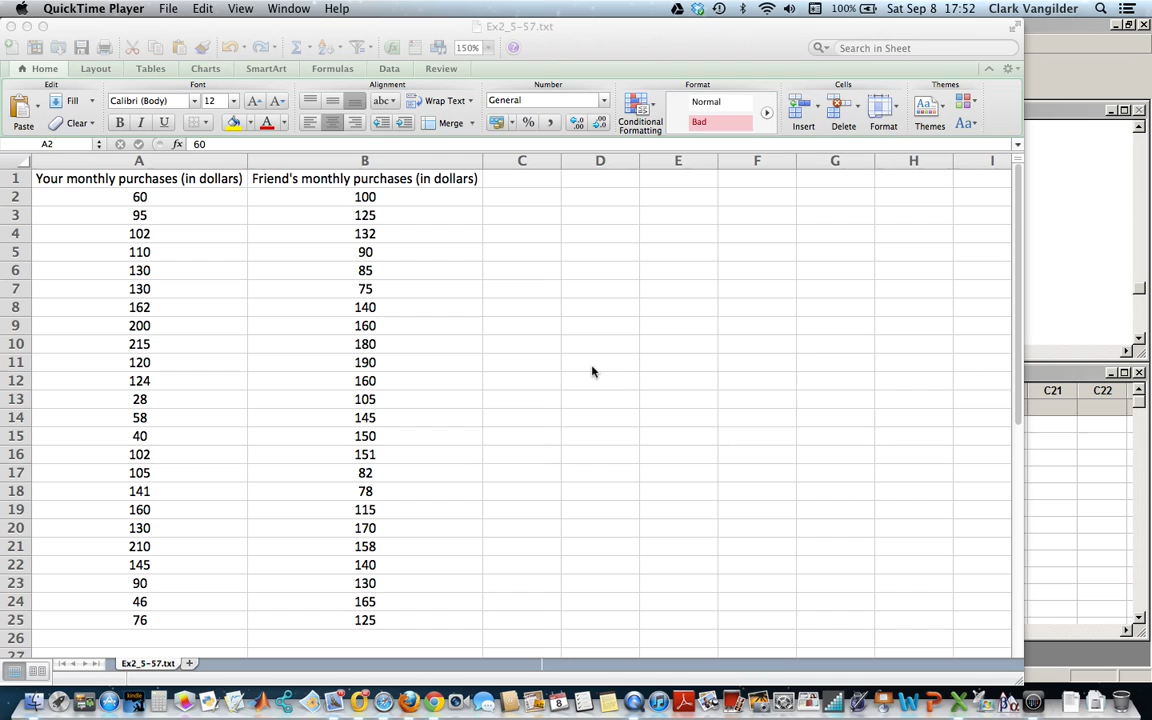 QuickTime Player File Edit View Window Help 100% Sat Sep 8 17:52 Clark Vangilder
Ex2_5-57.txt
150% Search in Sheet
Home Layout Tables Charts SmartArt Formulas Data Review
Edit Font Alignment Number Format Cells Themes
Fill Calibri (Body) 12 A A abc Wrap Text General Normal
Paste Clear B I U A Merge % , Conditional Formatting Bad Insert Delete Format Themes Aa
A2 fx 60
A B C D E F G H I
1 Your monthly purchases (in dollars) Friend's monthly purchases (in dollars)
2 60 100
3 95 125
4 102 132
5 110 90
6 130 85
7 130 75
8 162 140
9 200 160
10 215 180
11 120 190
12 124 160
13 28 105
14 58 145
15 40 150
16 102 151
17 105 82
18 141 78
19 160 115
20 130 170
21 210 158
22 145 140
23 90 130
24 46 165
25 76 125
26
27
C21 C22
Ex2_5-57.txt